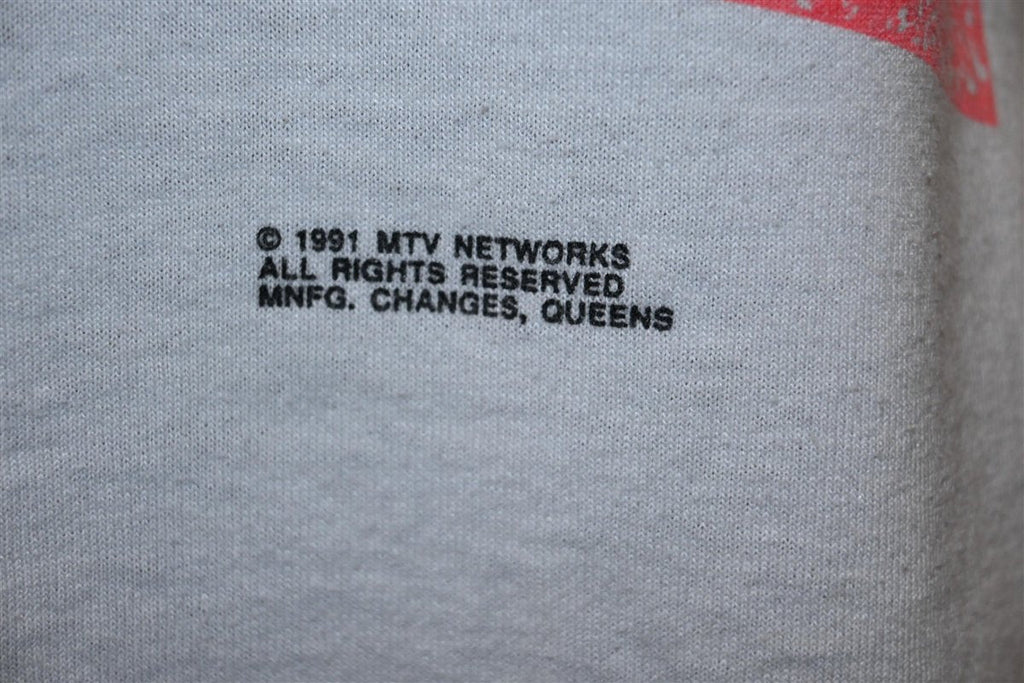 © 1991 MTV NETWORKS
ALL RIGHTS RESERVED
MNFG. CHANGES, QUEENS